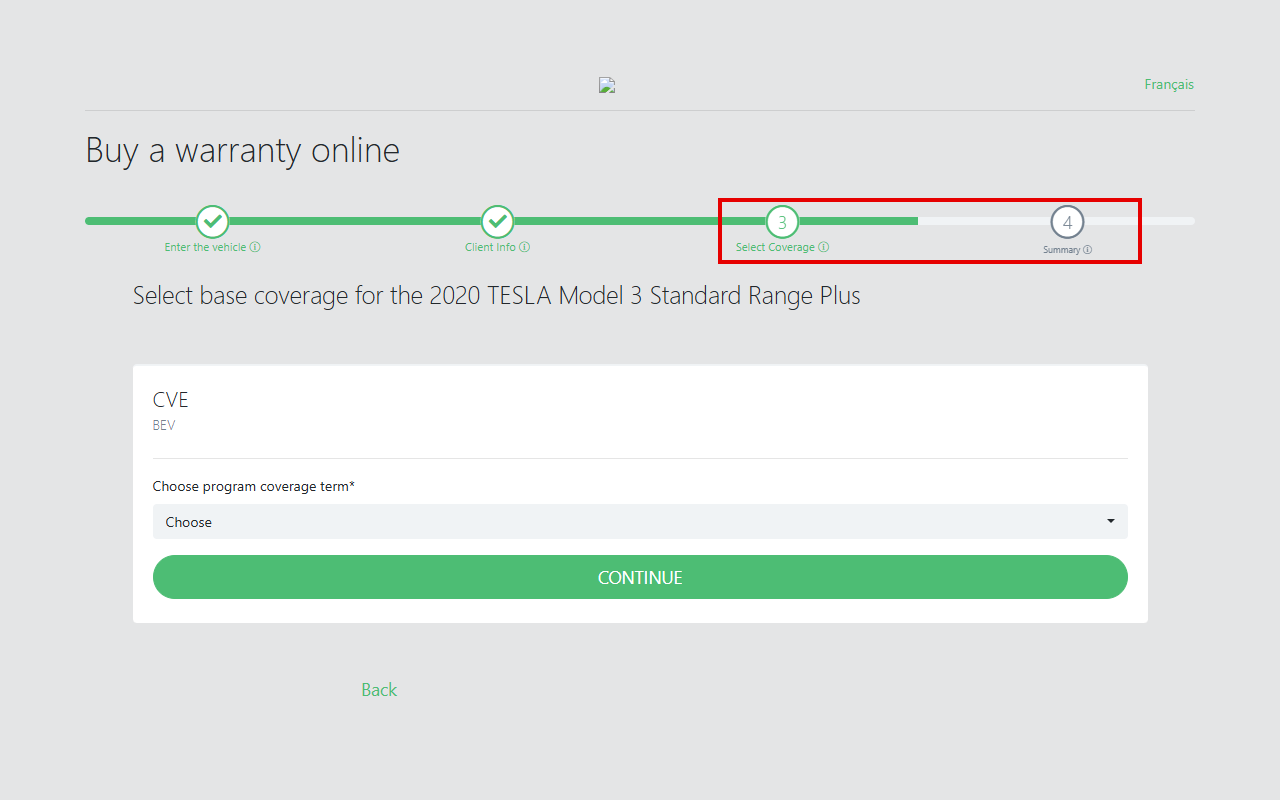 Français
Buy a warranty online
3
4
Enter the vehicle
Client Info
Select Coverage
Summary
Select base coverage for the 2020 TESLA Model 3 Standard Range Plus
CVE
BEV
Choose program coverage term*
Choose
CONTINUE
Back